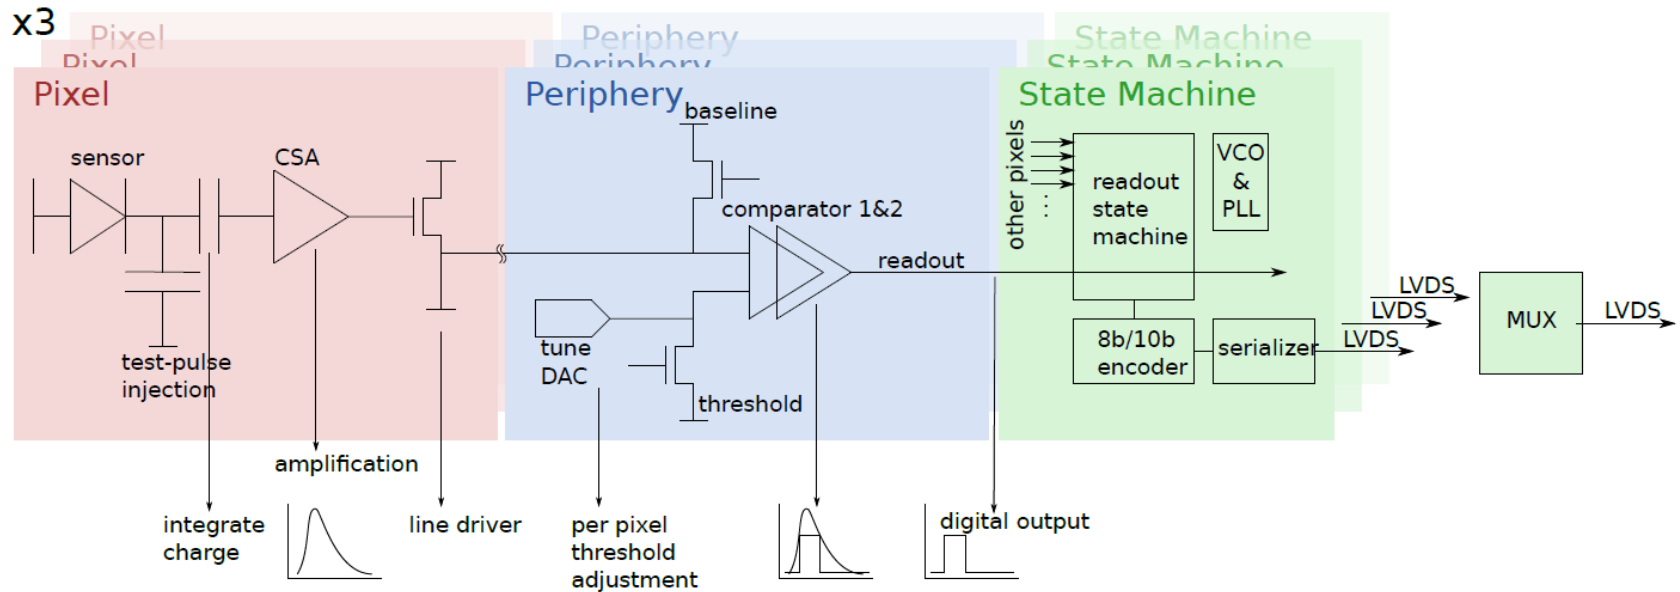 x3
Pixel
Periphery
State Machine
Pixel
Periphery
State Machine
Pixel
Periphery
State Machine
baseline
sensor
CSA
other pixels
...
readout
state
machine
VCO
&
PLL
comparator 1&2
readout
tune
DAC
test-pulse
injection
threshold
8b/10b
encoder
serializer
LVDS
LVDS
LVDS
MUX
LVDS
amplification
integrate
charge
line driver
per pixel
threshold
adjustment
digital output